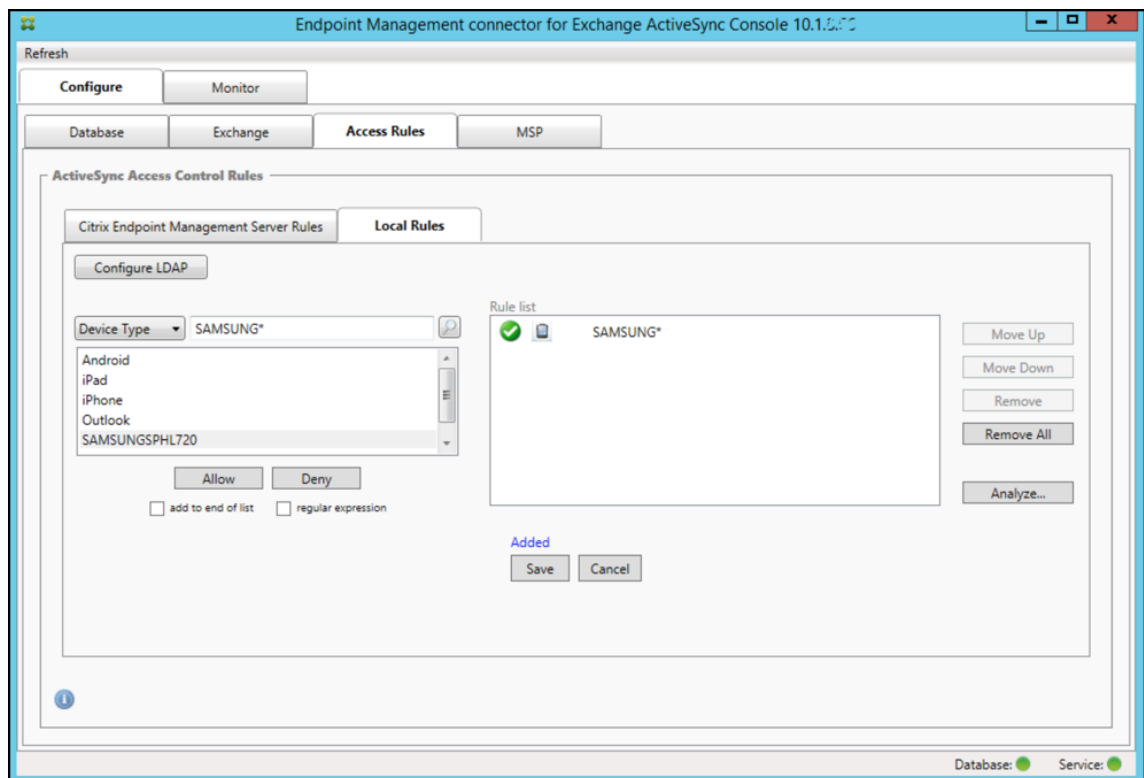 Endpoint Management connector for Exchange ActiveSync Console
Refresh
Configure Monitor
Database Exchange Access Rules MSP
ActiveSync Access Control Rules
Citrix Endpoint Management Server Rules Local Rules
Configure LDAP
Rule list
Device Type SAMSUNG*
SAMSUNG*
Move Up
Android
iPad
Move Down
iPhone
Remove
Outlook
SAMSUNGSPHL720
Remove All
Allow Deny
Analyze...
add to end of list regular expression
Added
Save Cancel
Database: Service: